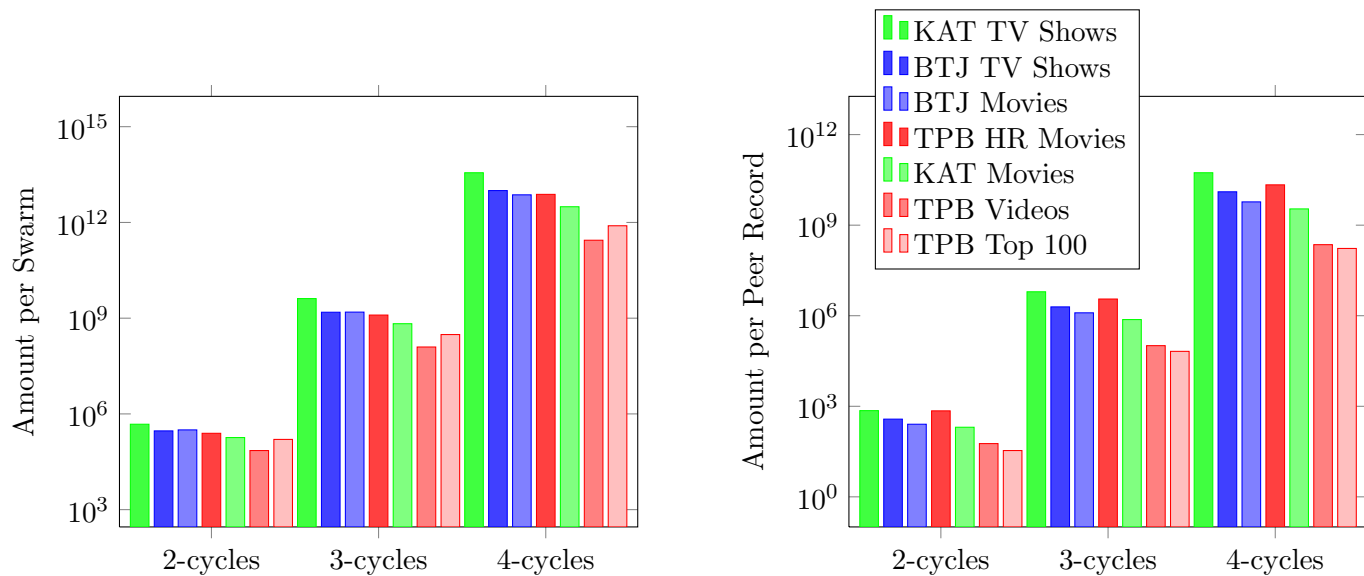 Amount per Swarm
10^15
10^12
10^9
10^6
10^3
2-cycles
3-cycles
4-cycles
Amount per Peer Record
10^12
10^9
10^6
10^3
10^0
2-cycles
3-cycles
4-cycles
KAT TV Shows
BTJ TV Shows
BTJ Movies
TPB HR Movies
KAT Movies
TPB Videos
TPB Top 100